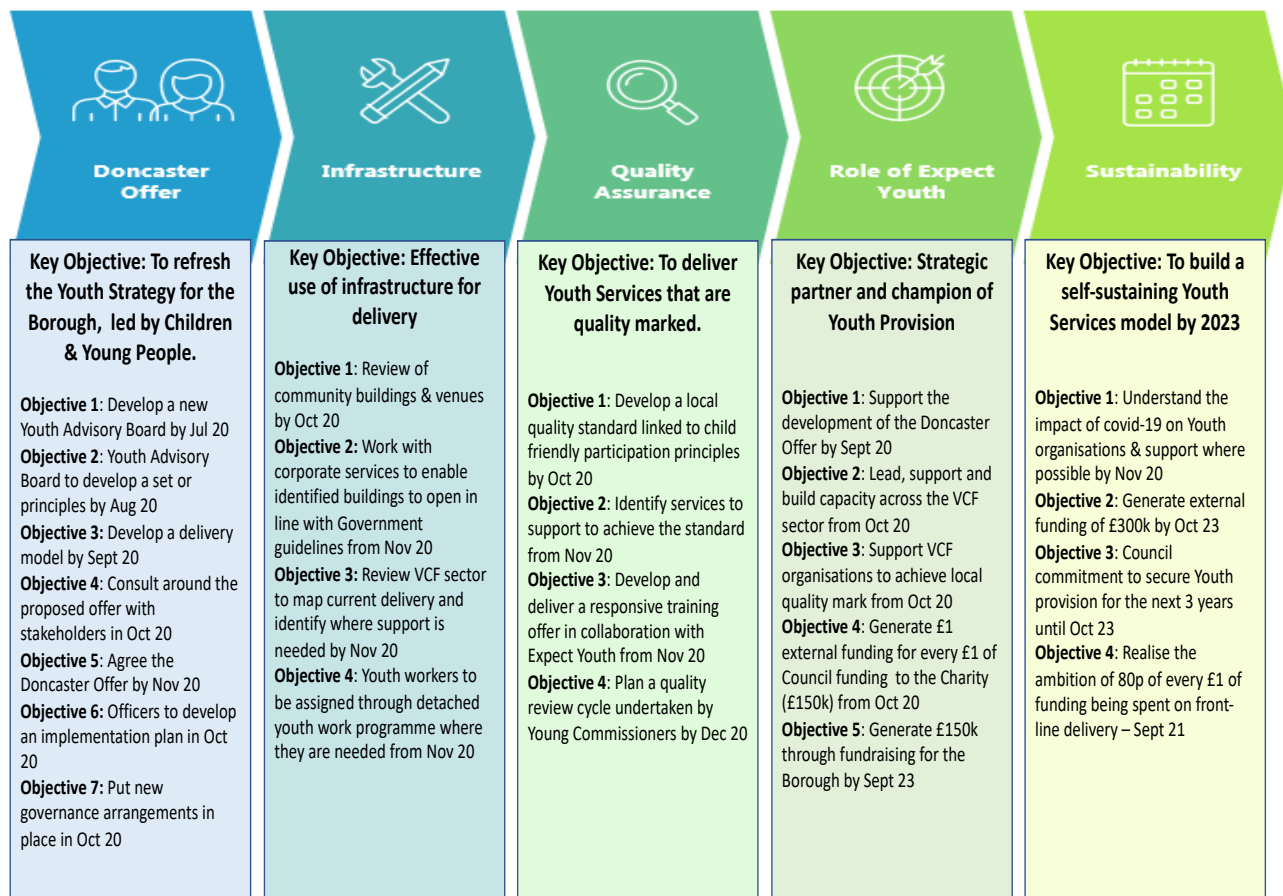 Doncaster
Offer
Infrastructure
Quality
Assurance
Role of Expect
Youth
Sustainability
Key Objective: To refresh
the Youth Strategy for the
Borough, led by Children
& Young People.
Objective 1: Develop a new
Youth Advisory Board by Jul 20
Objective 2: Youth Advisory
Board to develop a set or
principles by Aug 20
Objective 3: Develop a delivery
model by Sept 20
Objective 4: Consult around the
proposed offer with
stakeholders in Oct 20
Objective 5: Agree the
Doncaster Offer by Nov 20
Objective 6: Officers to develop
an implementation plan in Oct
20
Objective 7: Put new
governance arrangements in
place in Oct 20
Key Objective: Effective
use of infrastructure for
delivery
Objective 1: Review of
community buildings & venues
by Oct 20
Objective 2: Work with
corporate services to enable
identified buildings to open in
line with Government
guidelines from Nov 20
Objective 3: Review VCF sector
to map current delivery and
identify where support is
needed by Nov 20
Objective 4: Youth workers to
be assigned through detached
youth work programme where
they are needed from Nov 20
Key Objective: To deliver
Youth Services that are
quality marked.
Objective 1: Develop a local
quality standard linked to child
friendly participation principles
by Oct 20
Objective 2: Identify services to
support to achieve the standard
from Nov 20
Objective 3: Develop and
deliver a responsive training
offer in collaboration with
Expect Youth from Nov 20
Objective 4: Plan a quality
review cycle undertaken by
Young Commissioners by Dec 20
Key Objective: Strategic
partner and champion of
Youth Provision
Objective 1: Support the
development of the Doncaster
Offer by Sept 20
Objective 2: Lead, support and
build capacity across the VCF
sector from Oct 20
Objective 3: Support VCF
organisations to achieve local
quality mark from Oct 20
Objective 4: Generate £1
external funding for every £1 of
Council funding to the Charity
(£150k) from Oct 20
Objective 5: Generate £150k
through fundraising for the
Borough by Sept 23
Key Objective: To build a
self-sustaining Youth
Services model by 2023
Objective 1: Understand the
impact of covid-19 on Youth
organisations & support where
possible by Nov 20
Objective 2: Generate external
funding of £300k by Oct 23
Objective 3: Council
commitment to secure Youth
provision for the next 3 years
until Oct 23
Objective 4: Realise the
ambition of 80p of every £1 of
funding being spent on front-
line delivery – Sept 21